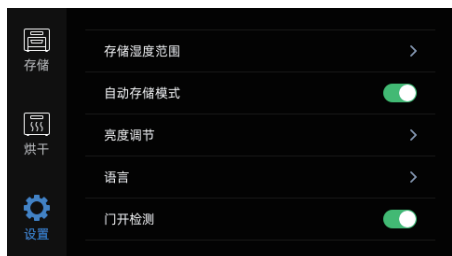 存储
烘干
设置
存储湿度范围
自动存储模式
亮度调节
语言
门开检测